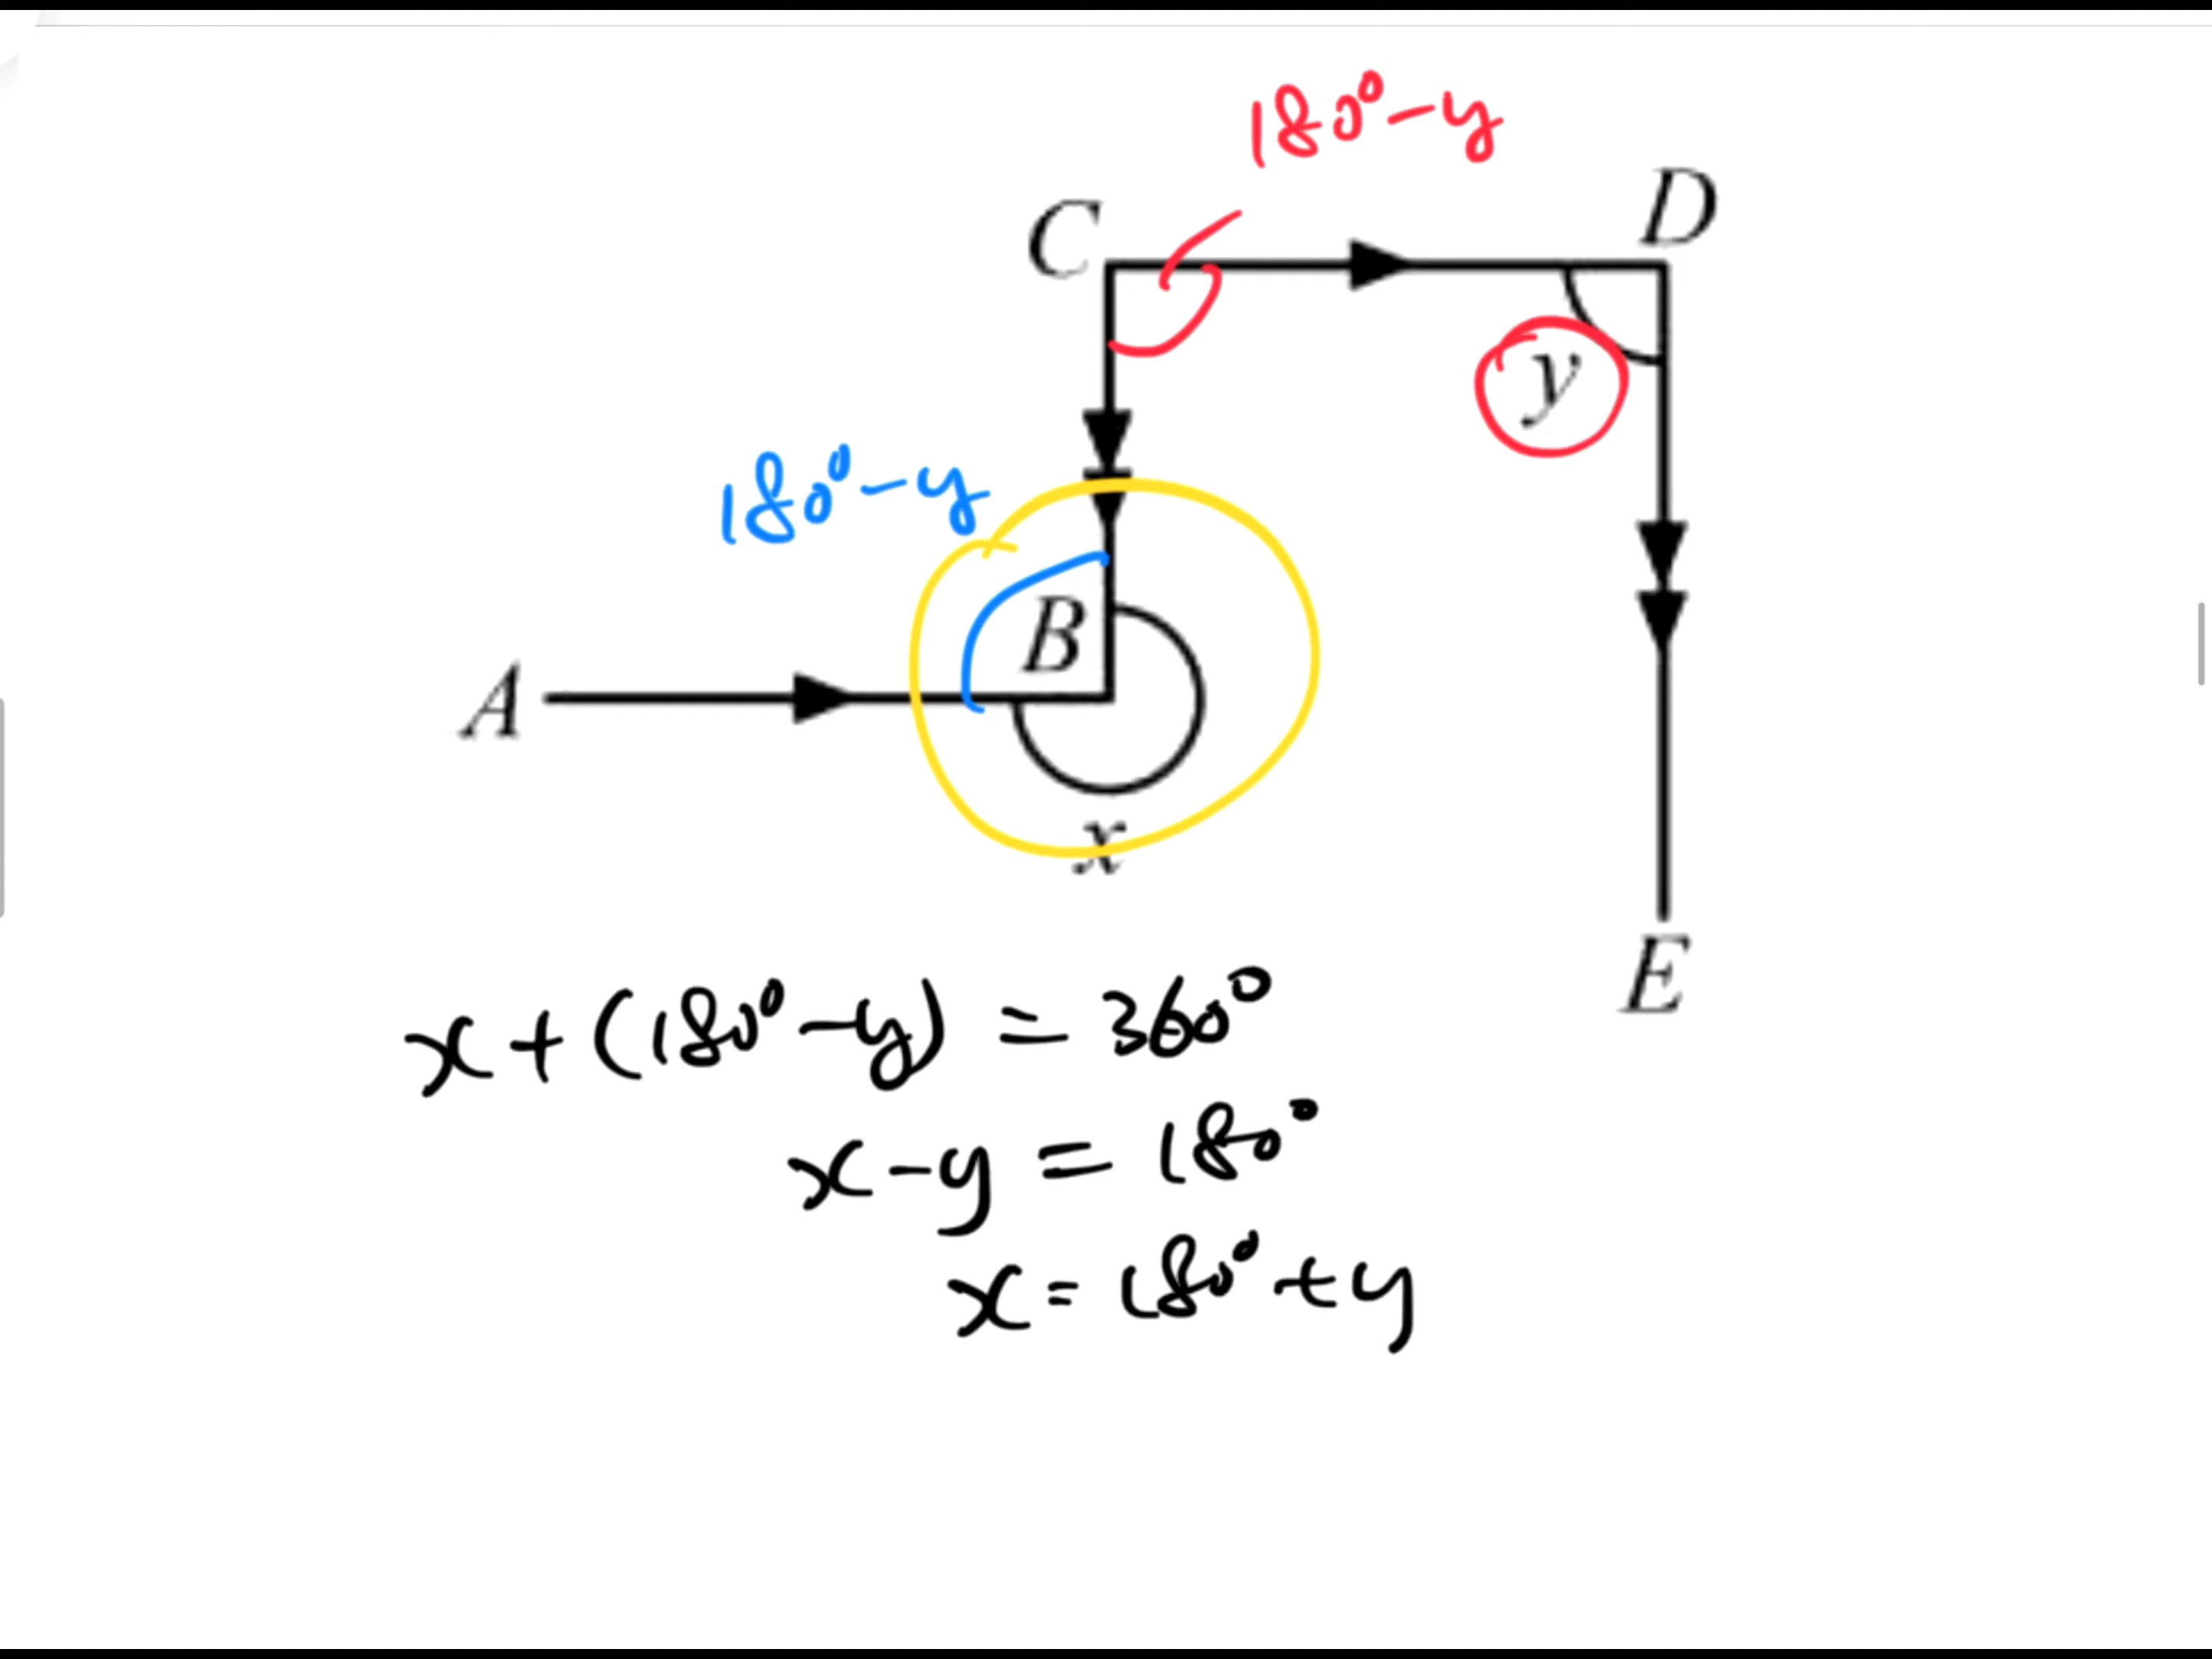 180°-y
C
D
y
180°-y
B
A
x
E
x+(180°-y) = 360°
x-y = 180°
x= 180°+y